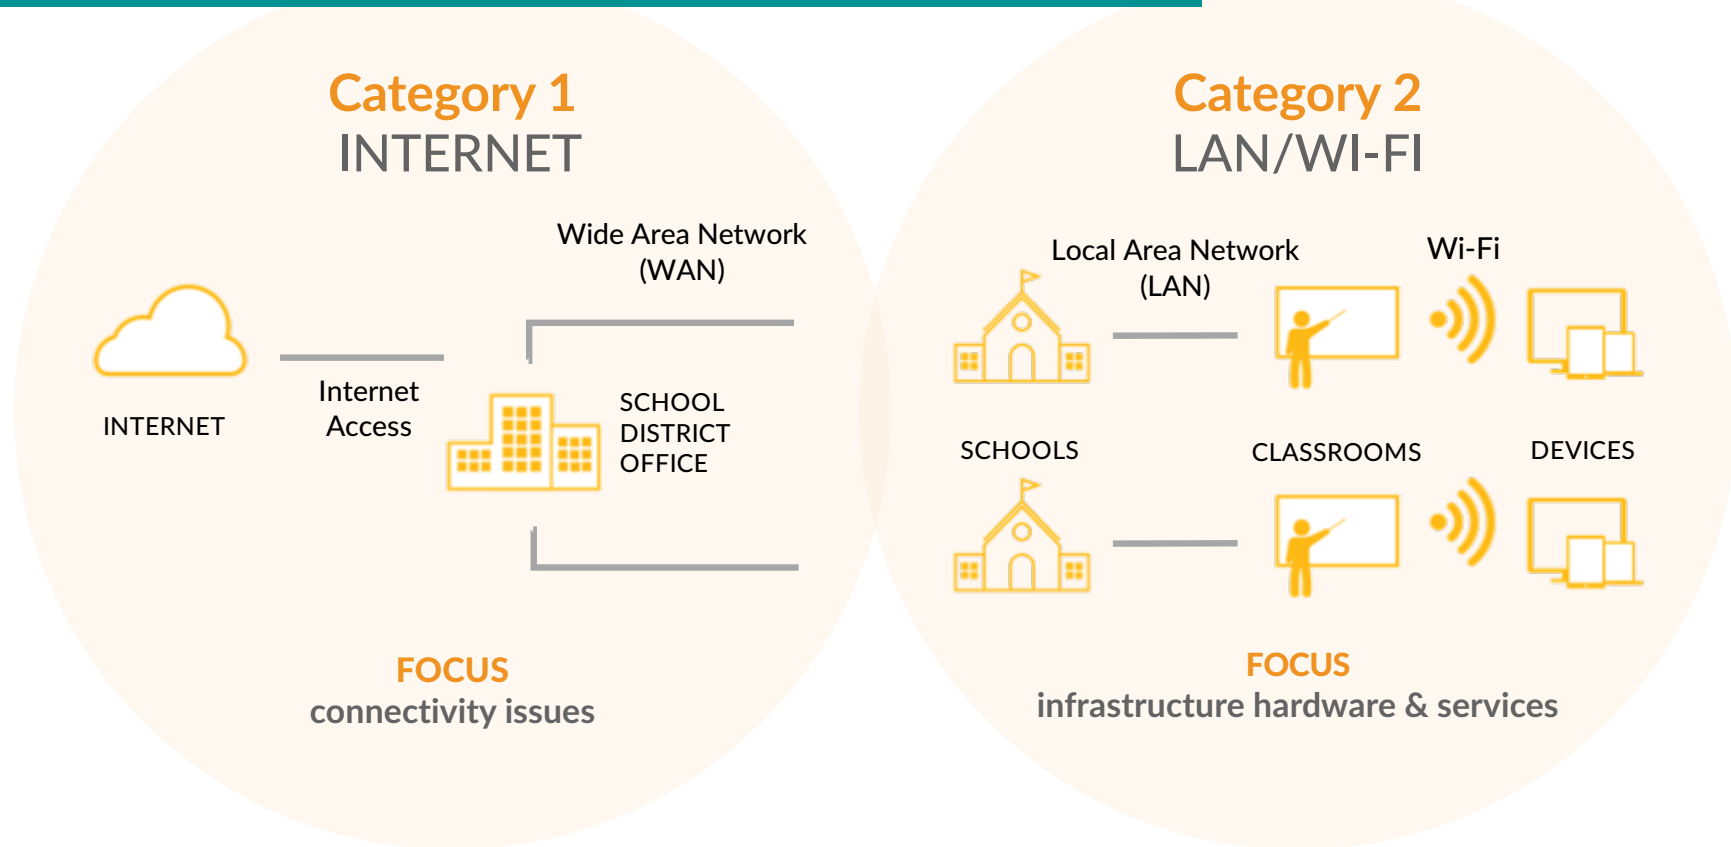 Category 1
INTERNET
Wide Area Network
(WAN)
Internet
Access
INTERNET
SCHOOL
DISTRICT
OFFICE
FOCUS
connectivity issues
Category 2
LAN/WI-FI
Local Area Network
(LAN)
Wi-Fi
SCHOOLS
CLASSROOMS
DEVICES
FOCUS
infrastructure hardware & services